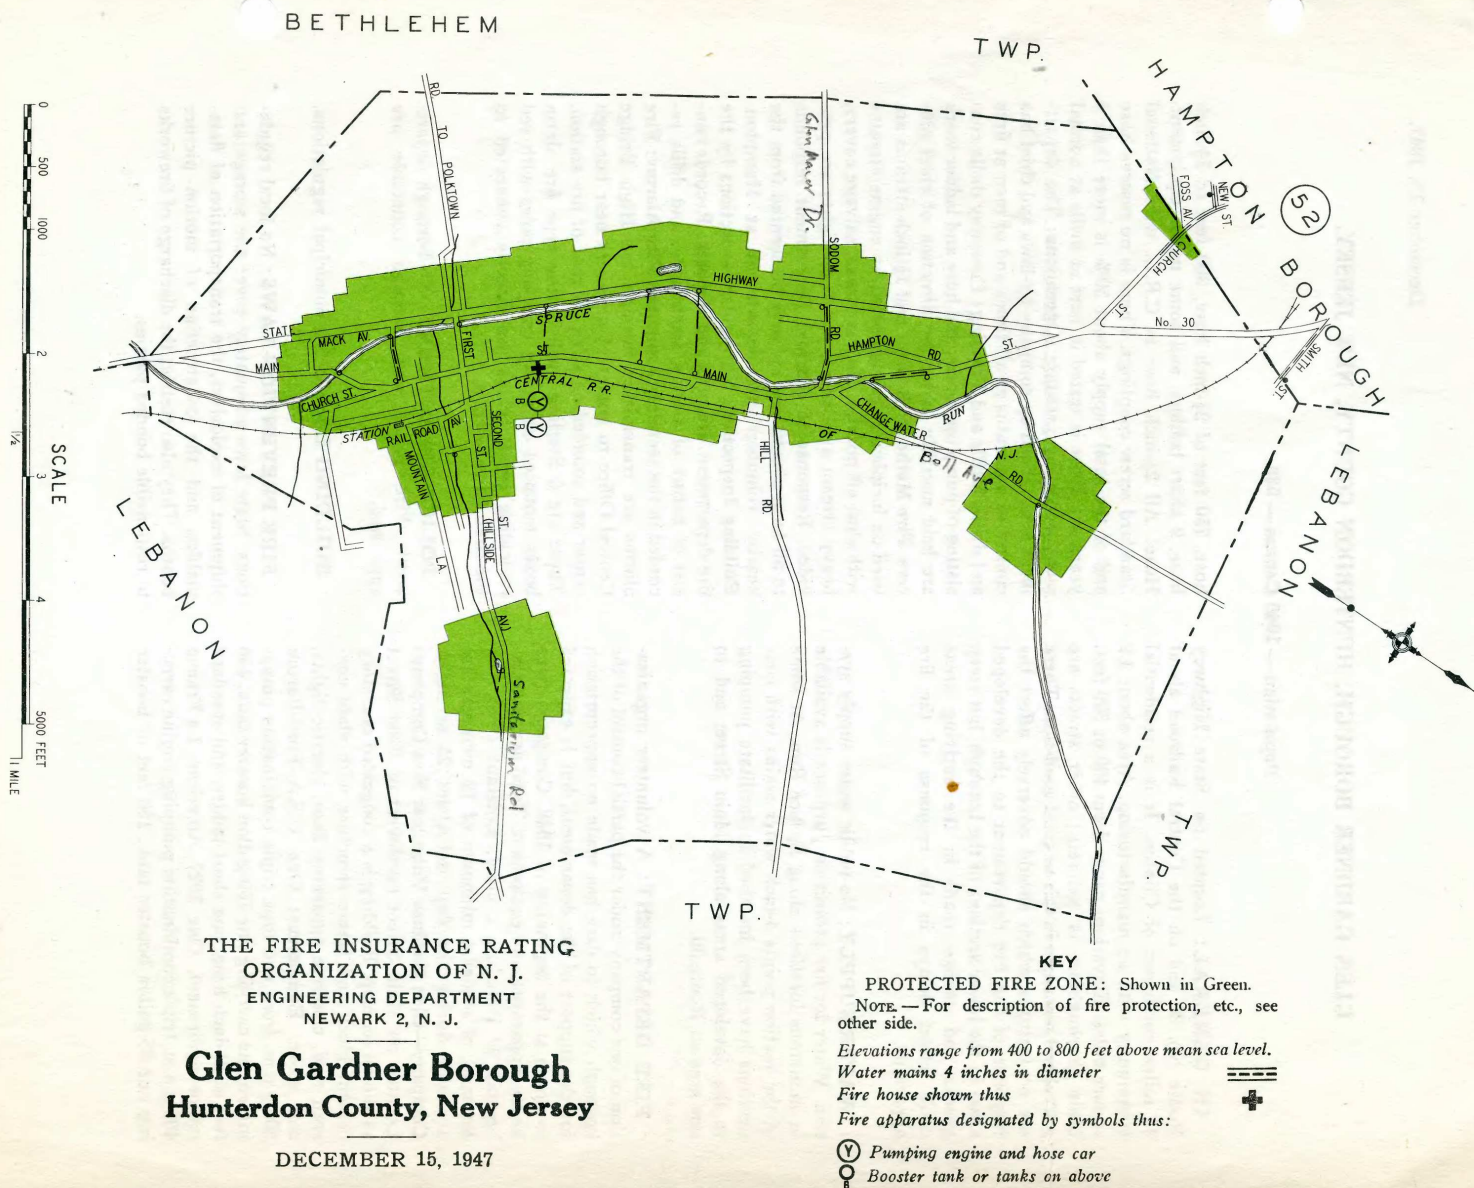 BETHLEHEM
TWP.
HAMPTON
BOROUGH
52
RD. TO POLKTOWN
Glen Manor Dr.
SODOM
RD.
FOSS AV.
NEW ST.
CHURCH
ST.
No. 30
SMITH
ST.
0
500
1000
2
3
4
5000 FEET
1/2
1 MILE
SCALE
STATE
HIGHWAY
MACK AV.
MAIN
ST.
MAIN
ST.
SPRUCE
RUN
FIRST
HAMPTON
RD.
CHURCH ST.
STATION
CENTRAL R.R.
OF
N.J.
RAIL ROAD
AV.
SECOND
ST.
MOUNTAIN
LA.
ST.
(HILLSIDE
AV.)
B
B
Y
Y
HILL
RD.
CHANGEWATER
RD.
Bell Ave
Sanitarium Rd
LEBANON
LEBANON
TWP.
TWP.
THE FIRE INSURANCE RATING
ORGANIZATION OF N. J.
ENGINEERING DEPARTMENT
NEWARK 2, N. J.
Glen Gardner Borough
Hunterdon County, New Jersey
DECEMBER 15, 1947
KEY
PROTECTED FIRE ZONE: Shown in Green.
NOTE.—For description of fire protection, etc., see
other side.
Elevations range from 400 to 800 feet above mean sea level.
Water mains 4 inches in diameter
Fire house shown thus
Fire apparatus designated by symbols thus:
Y Pumping engine and hose car
B Booster tank or tanks on above